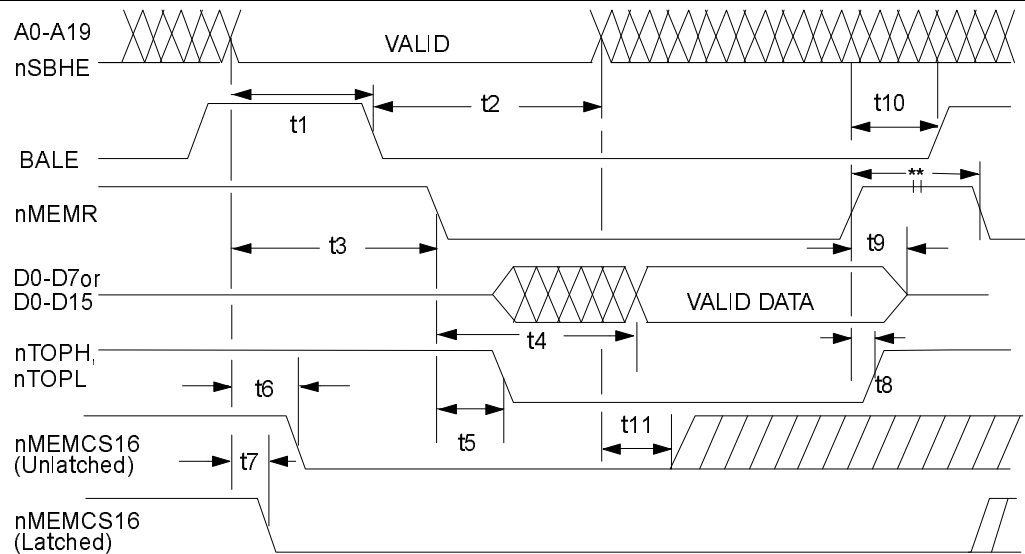 A0-A19
VALID
nSBHE
t1
t2
t10
BALE
**
nMEMR
t3
t9
D0-D7or
D0-D15
VALID DATA
t4
nTOPH,
nTOPL
t6
t8
t5
t11
nMEMCS16
(Unlatched)
t7
nMEMCS16
(Latched)